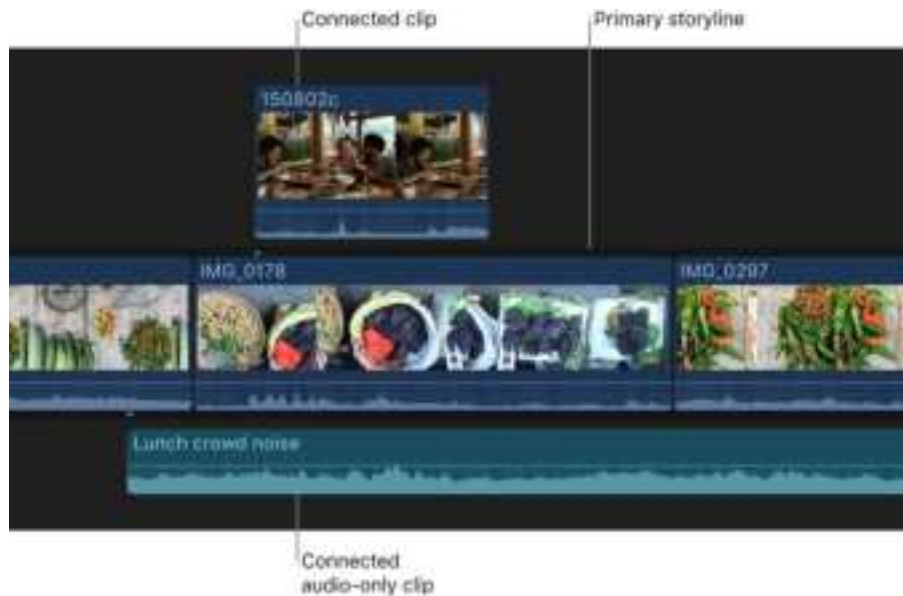 Connected clip
Primary storyline
150802c
IMG_0178
IMG_0297
Lunch crowd noise
Connected
audio-only clip